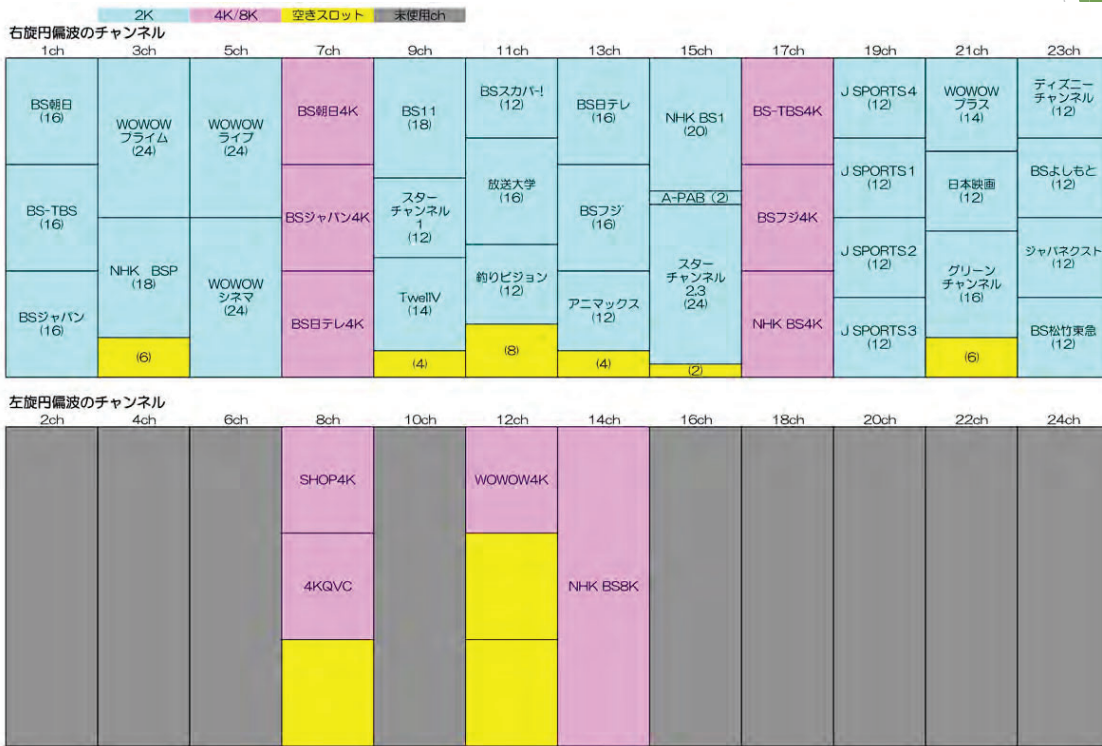 2K 4K/8K 空きスロット 未使用ch
右旋円偏波のチャンネル
1ch 3ch 5ch 7ch 9ch 11ch 13ch 15ch 17ch 19ch 21ch 23ch
BS朝日
(16)
BS-TBS
(16)
BSジャパン
(16)
WOWOW
プライム
(24)
NHK BSP
(18)
(6)
WOWOW
ライブ
(24)
WOWOW
シネマ
(24)
BS朝日4K
BSジャパン4K
BS日テレ4K
BS11
(18)
スター
チャンネル
1
(12)
TwellV
(14)
(4)
BSスカパー!
(12)
放送大学
(16)
釣りビジョン
(12)
(8)
BS日テレ
(16)
BSフジ
(16)
アニマックス
(12)
(4)
NHK BS1
(20)
A-PAB (2)
スター
チャンネル
2,3
(24)
(2)
BS-TBS4K
BSフジ4K
NHK BS4K
J SPORTS4
(12)
J SPORTS1
(12)
J SPORTS2
(12)
J SPORTS3
(12)
WOWOW
プラス
(14)
日本映画
(12)
グリーン
チャンネル
(16)
(6)
ディズニー
チャンネル
(12)
BSよしもと
(12)
ジャパネクスト
(12)
BS松竹東急
(12)
左旋円偏波のチャンネル
2ch 4ch 6ch 8ch 10ch 12ch 14ch 16ch 18ch 20ch 22ch 24ch
SHOP4K
4KQVC
WOWOW4K
NHK BS8K